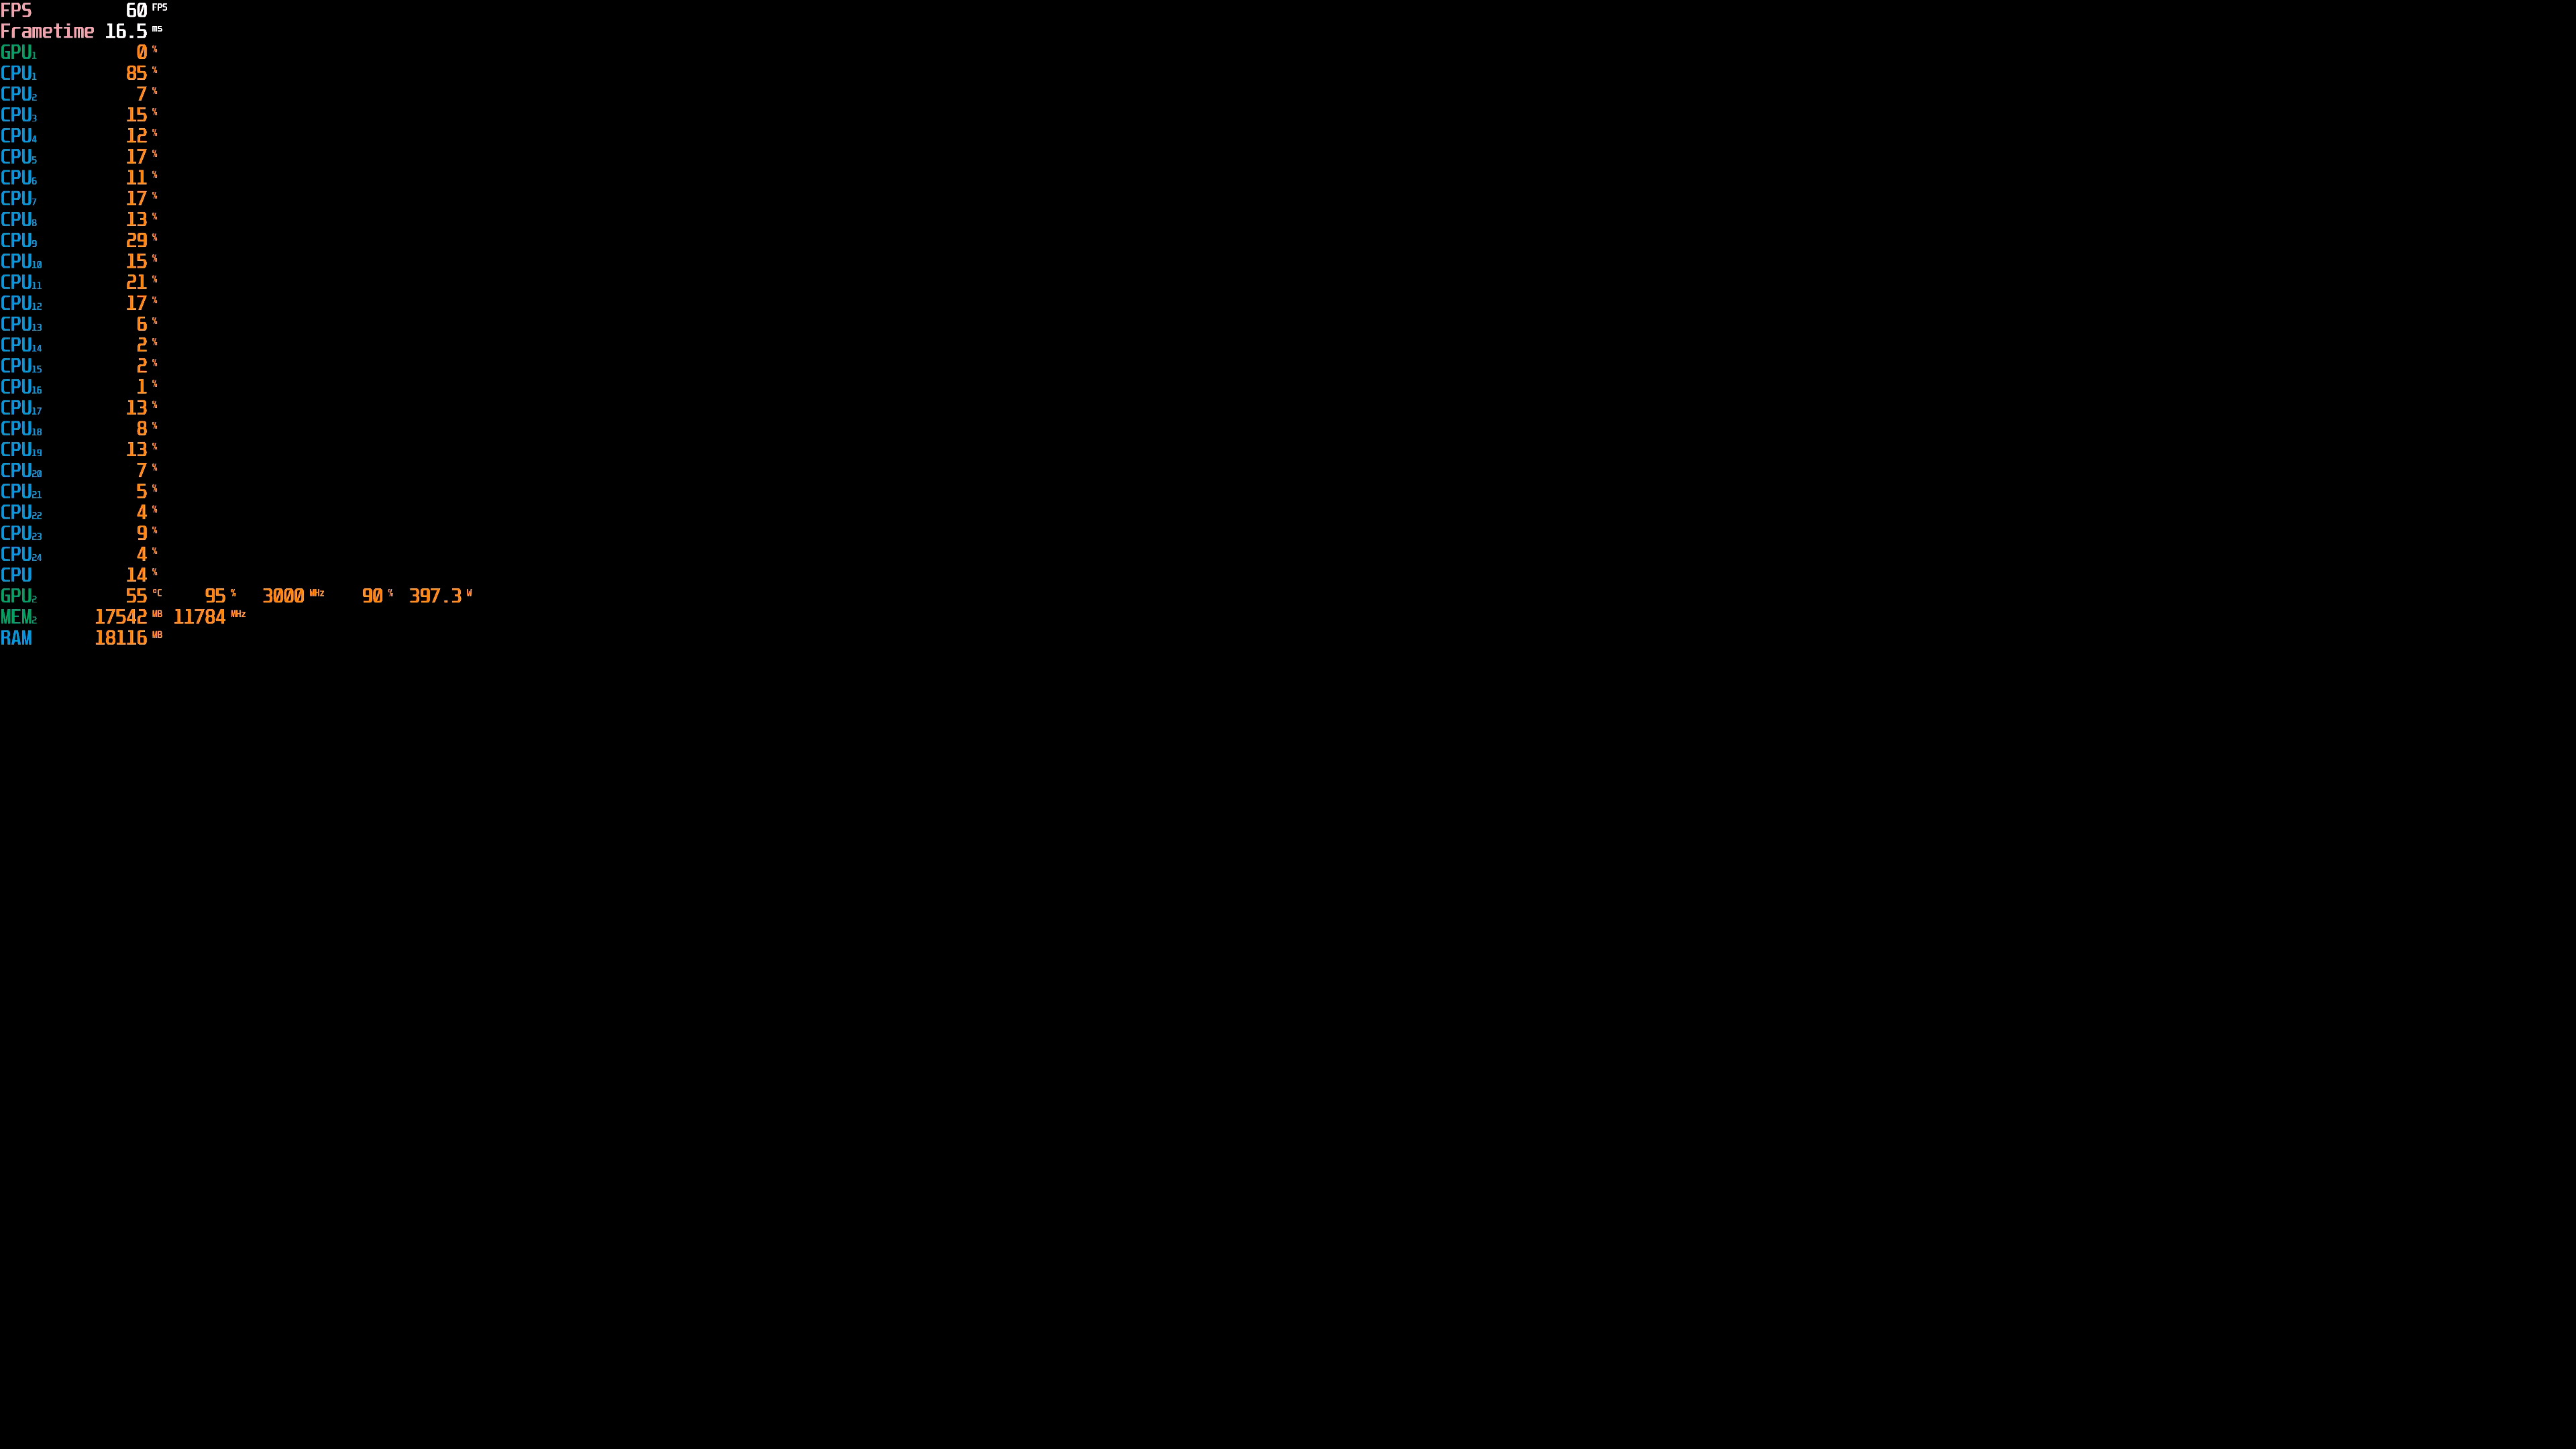 FPS 60 FPS
Frametime 16.5 ms
GPU1 0 %
CPU1 85 %
CPU2 7 %
CPU3 15 %
CPU4 12 %
CPU5 17 %
CPU6 11 %
CPU7 17 %
CPU8 13 %
CPU9 29 %
CPU10 15 %
CPU11 21 %
CPU12 17 %
CPU13 6 %
CPU14 2 %
CPU15 2 %
CPU16 1 %
CPU17 13 %
CPU18 8 %
CPU19 13 %
CPU20 7 %
CPU21 5 %
CPU22 4 %
CPU23 9 %
CPU24 4 %
CPU 14 %
GPU2 55 °C 95 % 3000 MHz 90 % 397.3 W
MEM2 17542 MB 11784 MHz
RAM 18116 MB